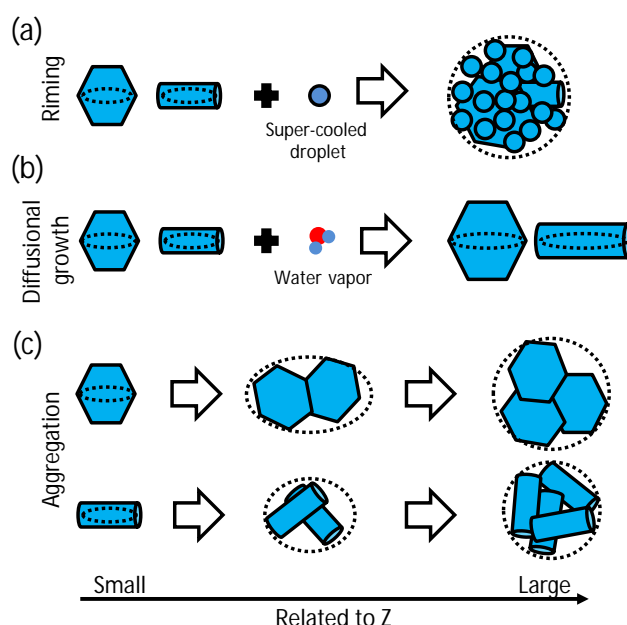 (a)
Riming
Super-cooled
droplet
(b)
Diffusional
growth
Water vapor
(c)
Aggregation
Small
Large
Related to Z